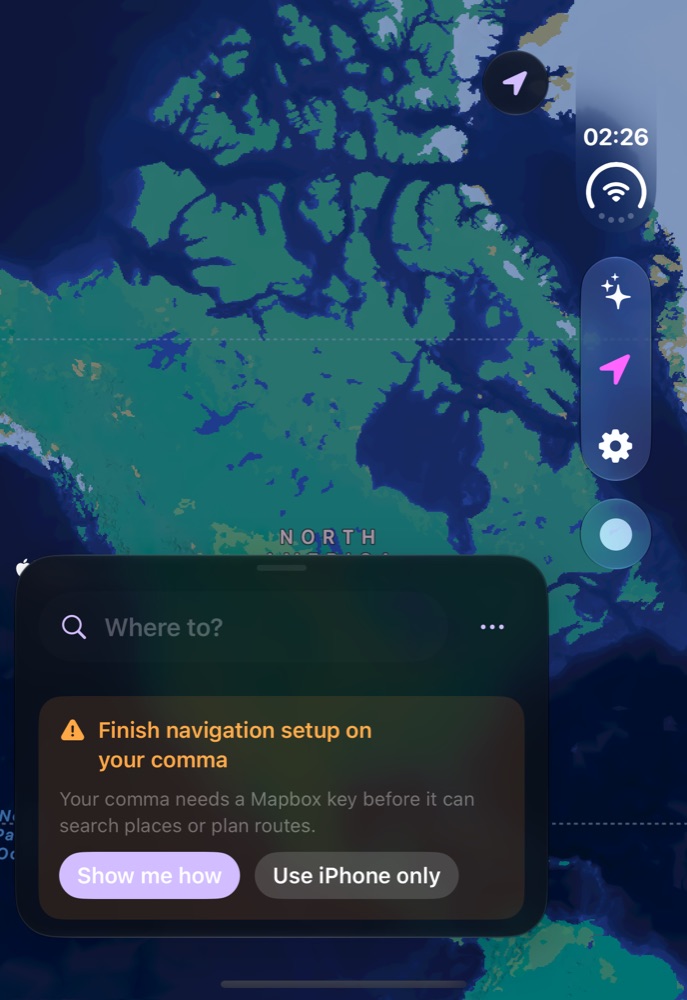 02:26
NORTH
Where to?
Finish navigation setup on
your comma
Your comma needs a Mapbox key before it can
search places or plan routes.
Show me how
Use iPhone only